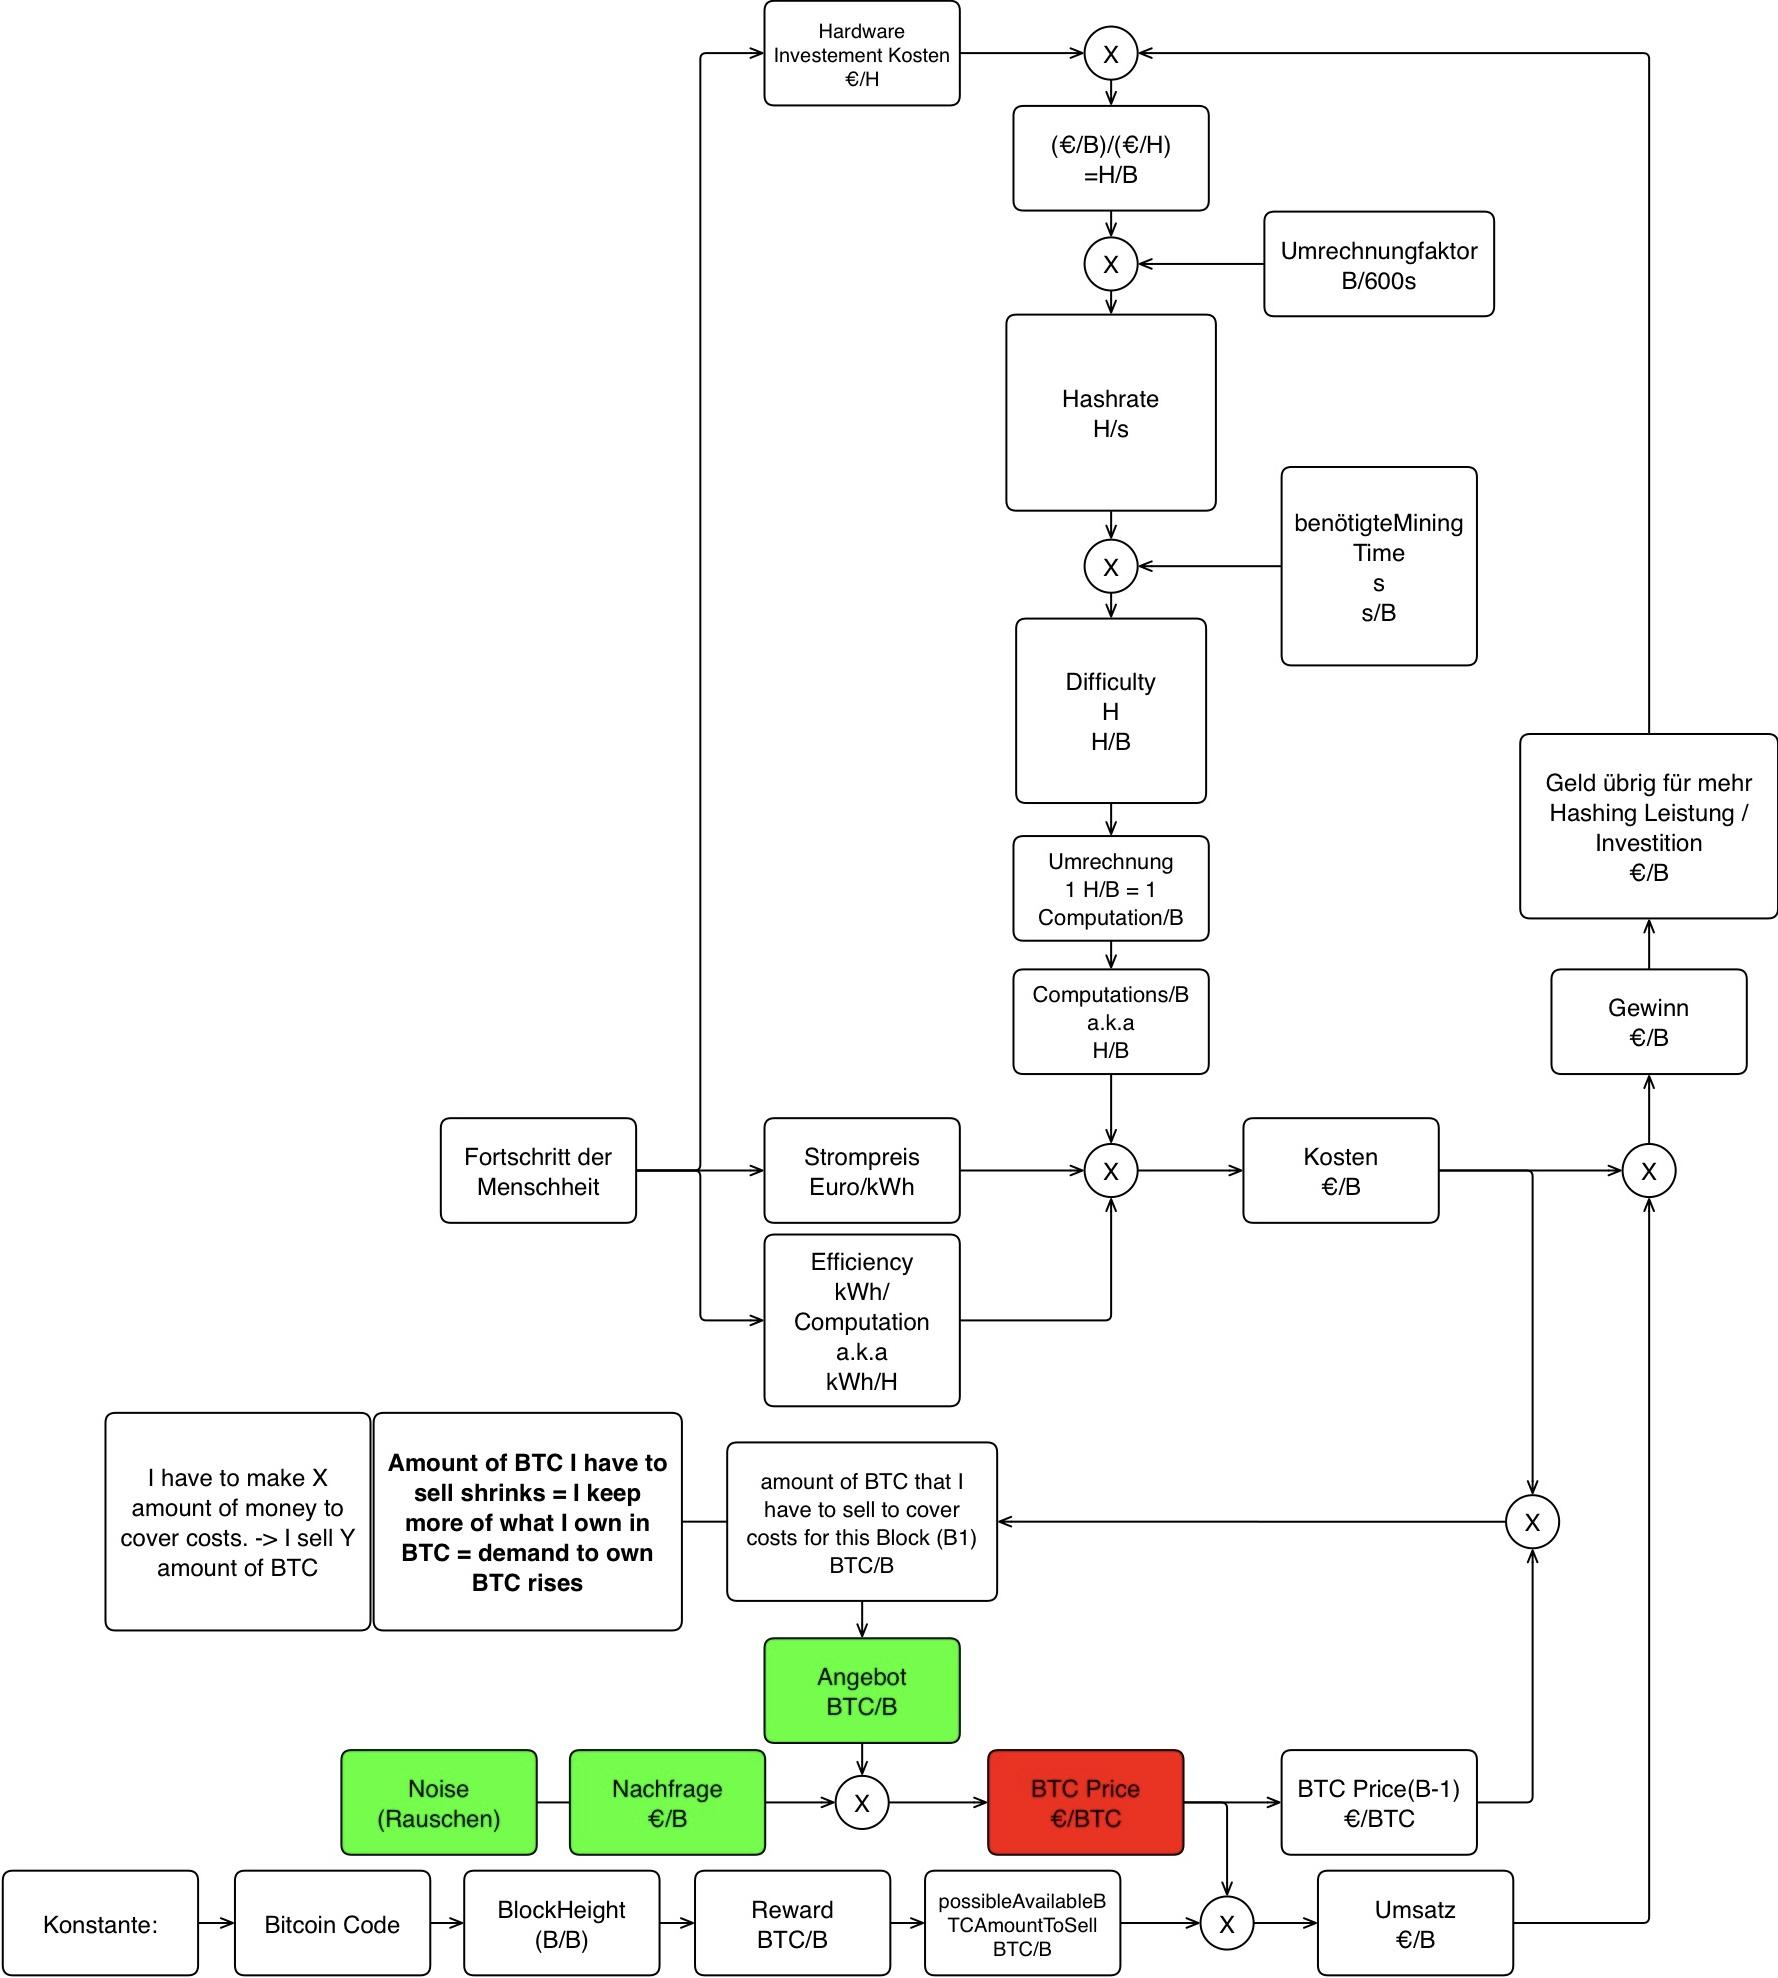 Hardware
Investement Kosten
€/H
X
(€/B)/(€/H)
=H/B
X
Umrechnungfaktor
B/600s
Hashrate
H/s
benötigteMining
Time
s
s/B
X
Difficulty
H
H/B
Geld übrig für mehr
Hashing Leistung /
Investition
€/B
Umrechnung
1 H/B = 1
Computation/B
Computations/B
a.k.a
H/B
Gewinn
€/B
Fortschritt der
Menschheit
Strompreis
Euro/kWh
X
Kosten
€/B
X
Efficiency
kWh/
Computation
a.k.a
kWh/H
I have to make X
amount of money to
cover costs. -> I sell Y
amount of BTC
Amount of BTC I have to
sell shrinks = I keep
more of what I own in
BTC = demand to own
BTC rises
amount of BTC that I
have to sell to cover
costs for this Block (B1)
BTC/B
X
Angebot
BTC/B
Noise
(Rauschen)
Nachfrage
€/B
X
BTC Price
€/BTC
BTC Price(B-1)
€/BTC
Konstante:
Bitcoin Code
BlockHeight
(B/B)
Reward
BTC/B
possibleAvailableB
TCAmountToSell
BTC/B
X
Umsatz
€/B